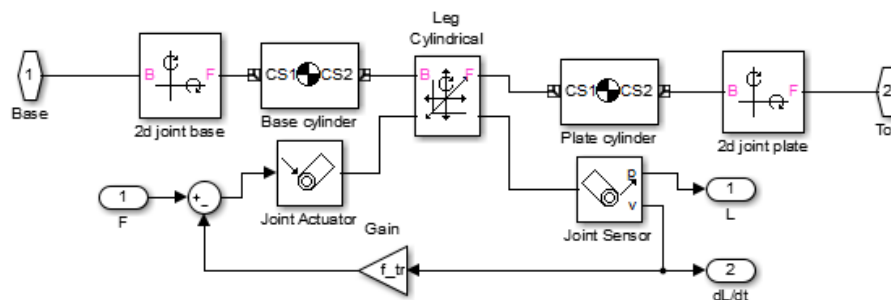 Leg
Cylindrical
1
B
F
CS1
CS2
B
F
CS1
CS2
B
F
2
Base
2d joint base
Base cylinder
Plate cylinder
2d joint plate
To
1
F
+
-
Joint Actuator
Gain
f_tr
p
v
Joint Sensor
1
L
2
dL/dt